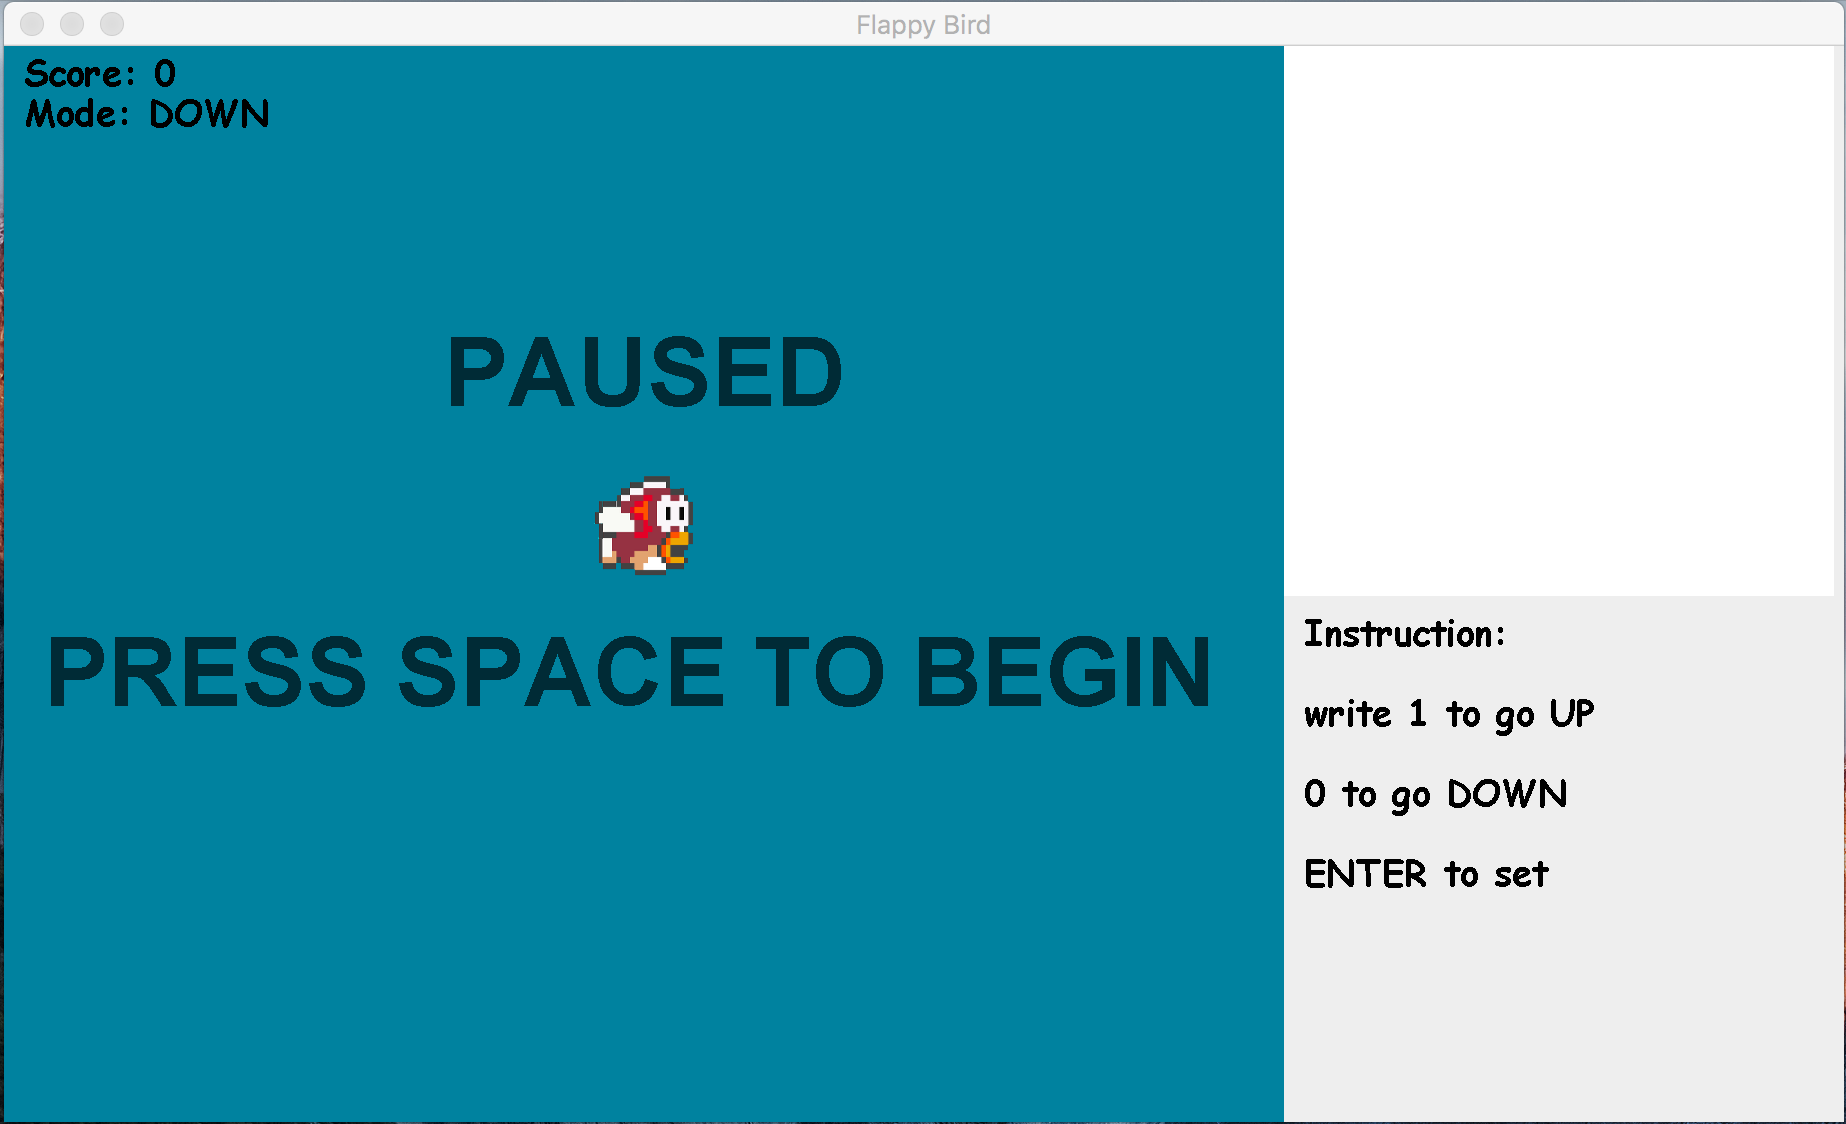 Flappy Bird
Score: 0
Mode: DOWN
PAUSED
PRESS SPACE TO BEGIN
Instruction:
write 1 to go UP
0 to go DOWN
ENTER to set